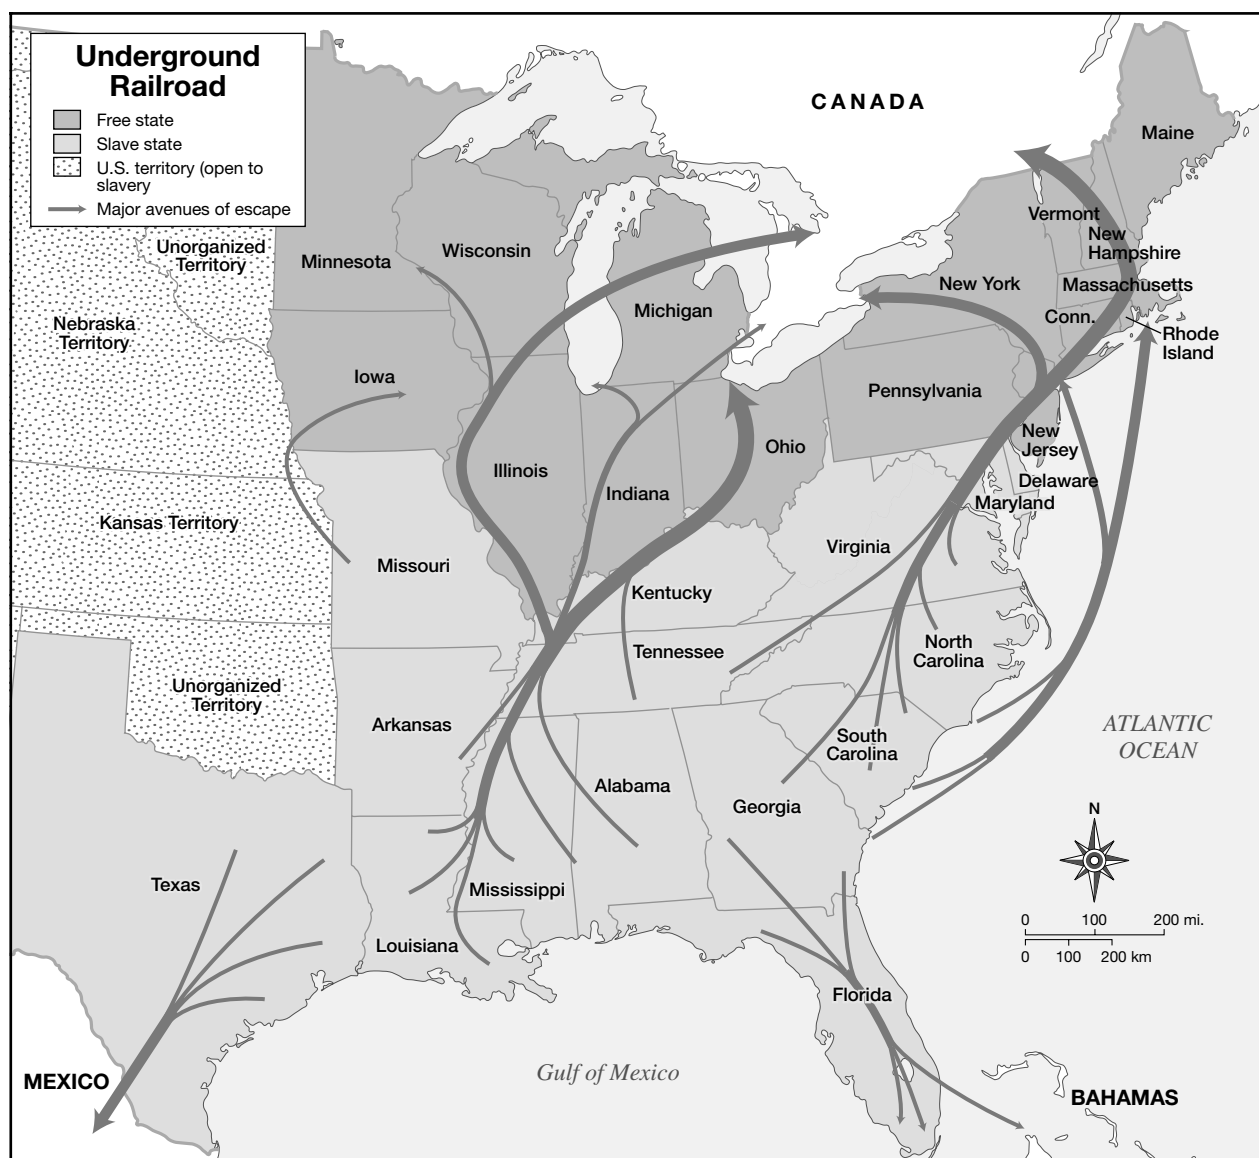 Underground
Railroad
Free state
Slave state
U.S. territory (open to
slavery
Major avenues of escape
CANADA
Maine
Vermont
New
Hampshire
Massachusetts
New York
Conn.
Rhode
Island
Unorganized
Territory
Minnesota
Wisconsin
Michigan
Nebraska
Territory
Iowa
Pennsylvania
New
Jersey
Ohio
Illinois
Indiana
Delaware
Maryland
Kansas Territory
Missouri
Virginia
Kentucky
Tennessee
North
Carolina
Unorganized
Territory
Arkansas
South
Carolina
ATLANTIC
OCEAN
Alabama
Georgia
N
Texas
Mississippi
Louisiana
0 100 200 mi.
0 100 200 km
Florida
MEXICO
Gulf of Mexico
BAHAMAS